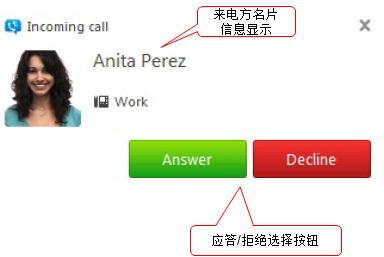 来电方名片
信息显示
Incoming call
Anita Perez
Work
Answer
Decline
应答/拒绝选择按钮